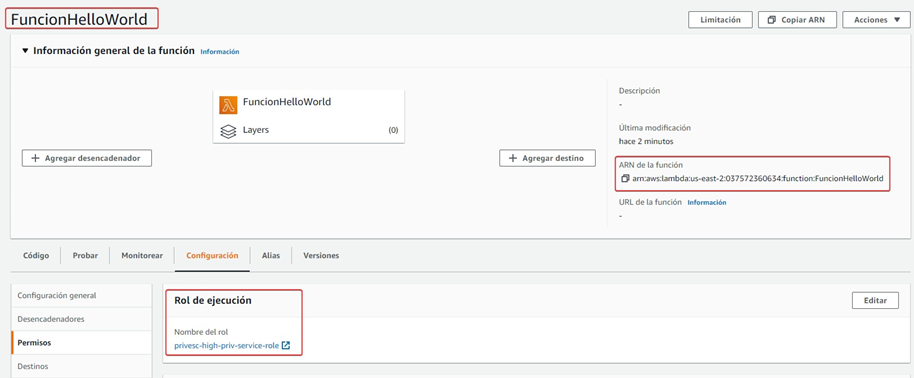 FuncionHelloWorld
Limitación
Copiar ARN
Acciones
Información general de la función Información
FuncionHelloWorld
Layers (0)
Agregar desencadenador
Agregar destino
Descripción
-
Última modificación
hace 2 minutos
ARN de la función
arn:aws:lambda:us-east-2:037572360634:function:FuncionHelloWorld
URL de la función Información
-
Código
Probar
Monitorear
Configuración
Alias
Versiones
Configuración general
Desencadenadores
Permisos
Destinos
Rol de ejecución
Editar
Nombre del rol
privesc-high-priv-service-role